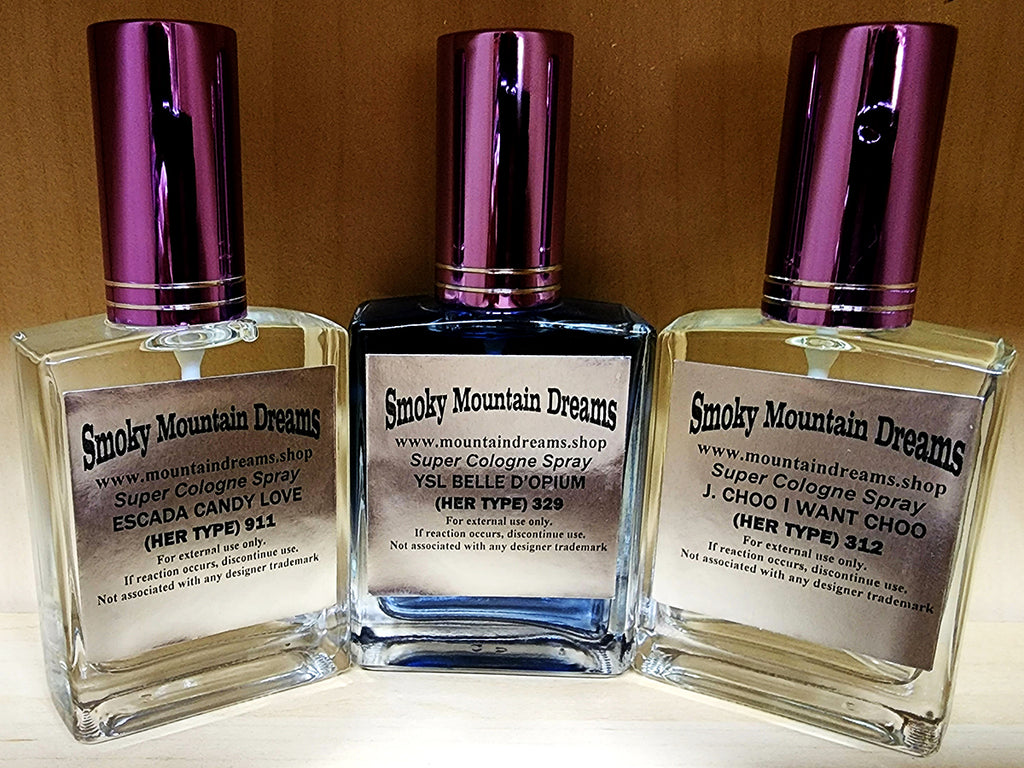 Smoky Mountain Dreams
www.mountaindreams.shop
Super Cologne Spray
ESCADA CANDY LOVE
(HER TYPE) 911
For external use only.
If reaction occurs, discontinue use.
Not associated with any designer trademark
Smoky Mountain Dreams
www.mountaindreams.shop
Super Cologne Spray
YSL BELLE D'OPIUM
(HER TYPE) 329
For external use only.
If reaction occurs, discontinue use.
Not associated with any designer trademark
Smoky Mountain Dreams
www.mountaindreams.shop
Super Cologne Spray
J. CHOO I WANT CHOO
(HER TYPE) 312
For external use only.
If reaction occurs, discontinue use.
Not associated with any designer trademark